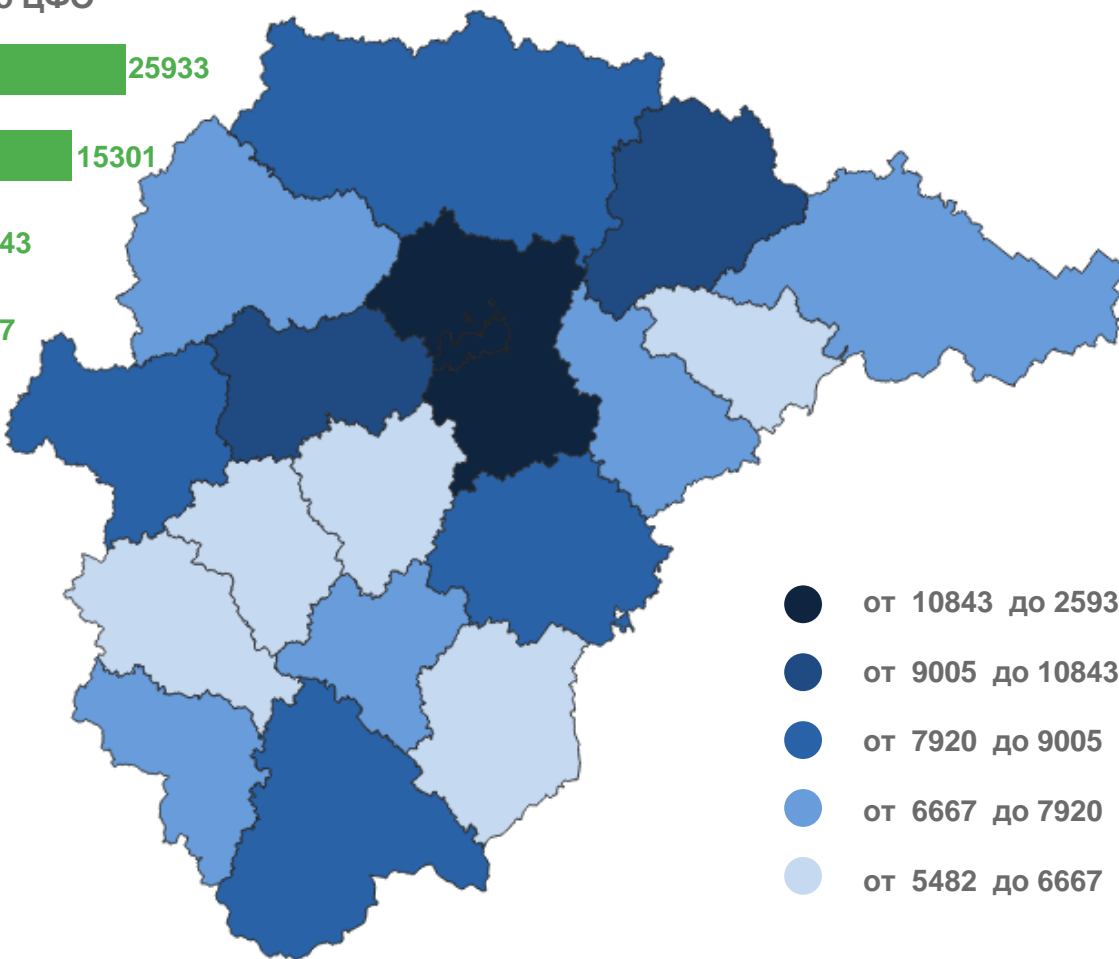 ЦФО
25933
15301
43
7
от 10843 до 2593
от 9005 до 10843
от 7920 до 9005
от 6667 до 7920
от 5482 до 6667